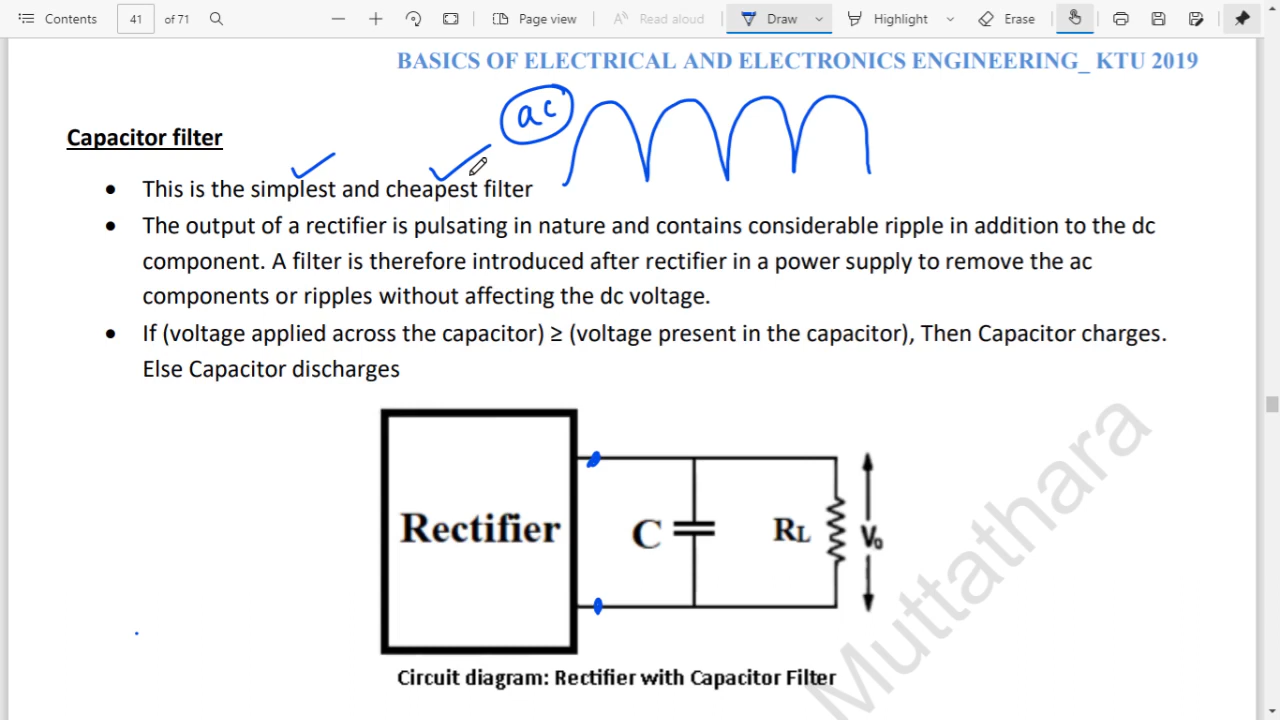 Contents 41 of 71 Page view Read aloud Draw Highlight Erase
BASICS OF ELECTRICAL AND ELECTRONICS ENGINEERING_ KTU 2019
ac
Capacitor filter
• This is the simplest and cheapest filter
• The output of a rectifier is pulsating in nature and contains considerable ripple in addition to the dc
component. A filter is therefore introduced after rectifier in a power supply to remove the ac
components or ripples without affecting the dc voltage.
• If (voltage applied across the capacitor) ≥ (voltage present in the capacitor), Then Capacitor charges.
Else Capacitor discharges
Rectifier C RL V₀
Circuit diagram: Rectifier with Capacitor Filter
Muttathara